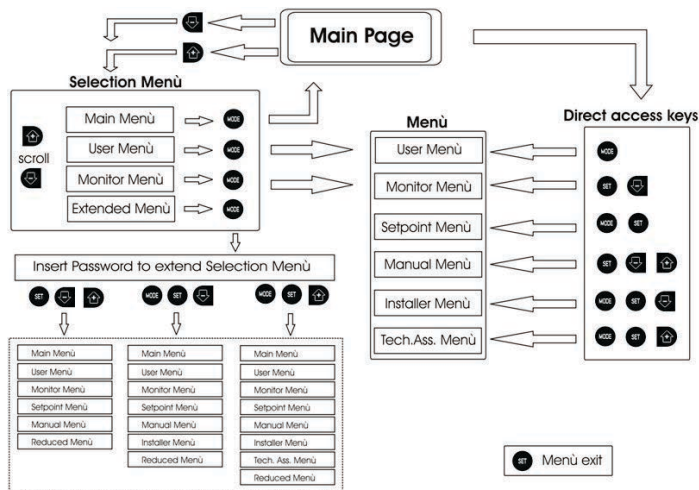 Main Page
Selection Menù
Main Menù
MODE
User Menù
MODE
scroll
Monitor Menù
MODE
Extended Menù
MODE
Insert Password to extend Selection Menù
SET
MODE SET
MODE SET
Main Menù
User Menù
Monitor Menù
Setpoint Menù
Manual Menù
Reduced Menù
Main Menù
User Menù
Monitor Menù
Setpoint Menù
Manual Menù
Installer Menù
Reduced Menù
Main Menù
User Menù
Monitor Menù
Setpoint Menù
Manual Menù
Installer Menù
Tech. Ass. Menù
Reduced Menù
Menù
User Menù
Monitor Menù
Setpoint Menù
Manual Menù
Installer Menù
Tech.Ass. Menù
Direct access keys
MODE
SET
MODE SET
SET
MODE SET
MODE SET
SET Menù exit